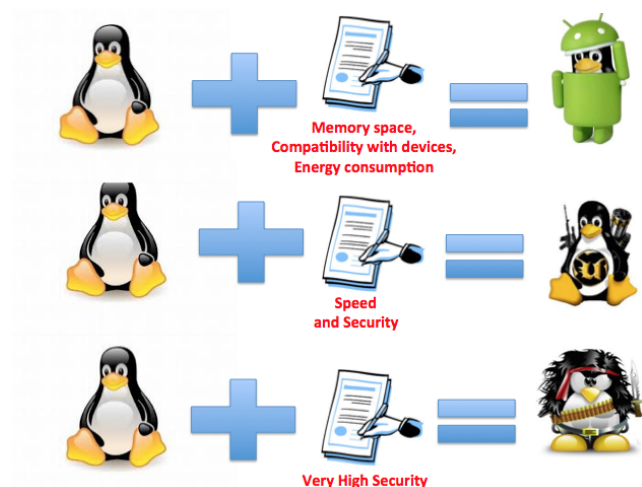 Memory space,
Compatibility with devices,
Energy consumption
Speed
and Security
Very High Security